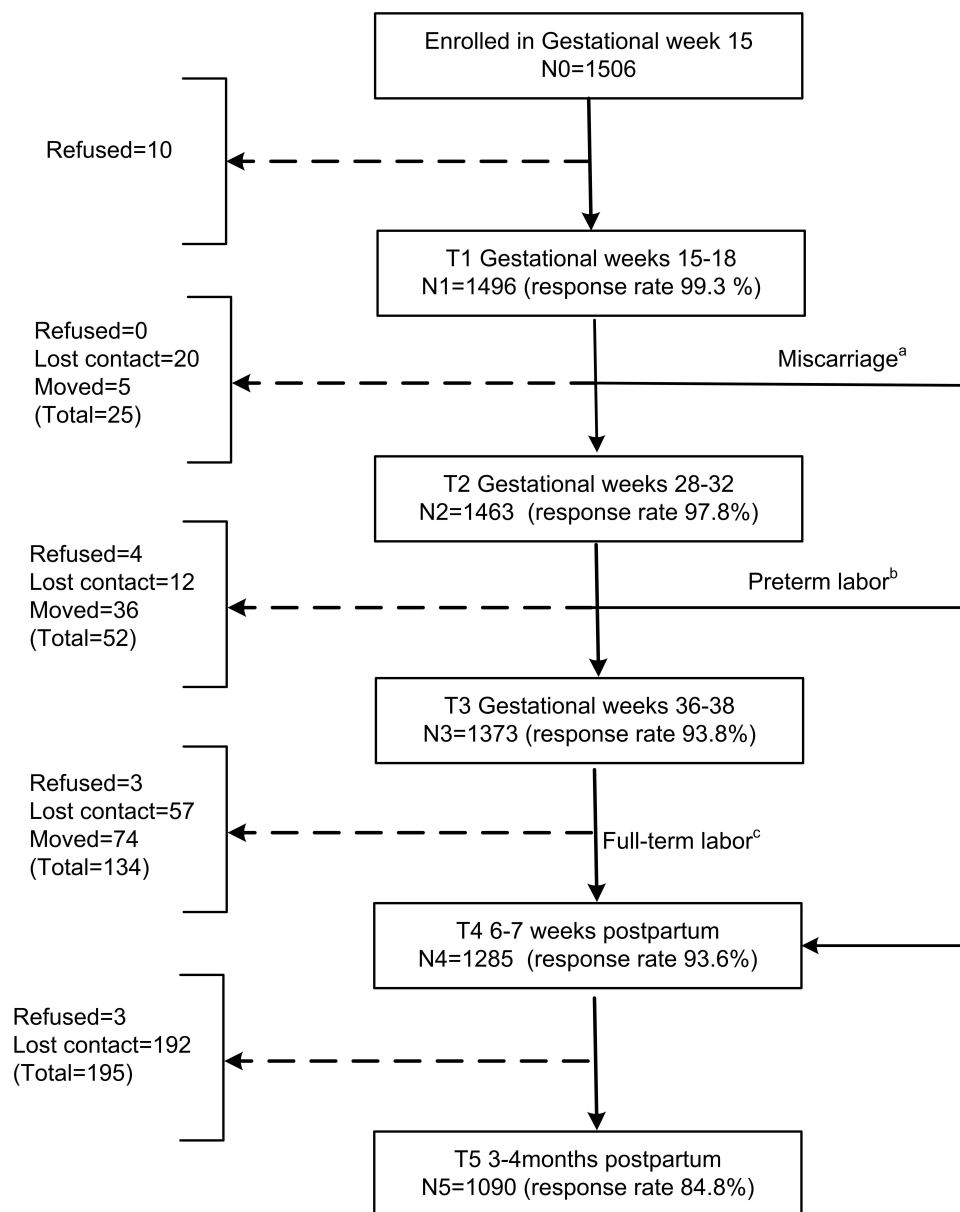 Enrolled in Gestational week 15
N0=1506
Refused=10
T1 Gestational weeks 15-18
N1=1496 (response rate 99.3 %)
Refused=0
Lost contact=20
Moved=5
(Total=25)
Miscarriageᵃ
T2 Gestational weeks 28-32
N2=1463 (response rate 97.8%)
Refused=4
Lost contact=12
Moved=36
(Total=52)
Preterm laborᵇ
T3 Gestational weeks 36-38
N3=1373 (response rate 93.8%)
Refused=3
Lost contact=57
Moved=74
(Total=134)
Full-term laborᶜ
T4 6-7 weeks postpartum
N4=1285 (response rate 93.6%)
Refused=3
Lost contact=192
(Total=195)
T5 3-4months postpartum
N5=1090 (response rate 84.8%)